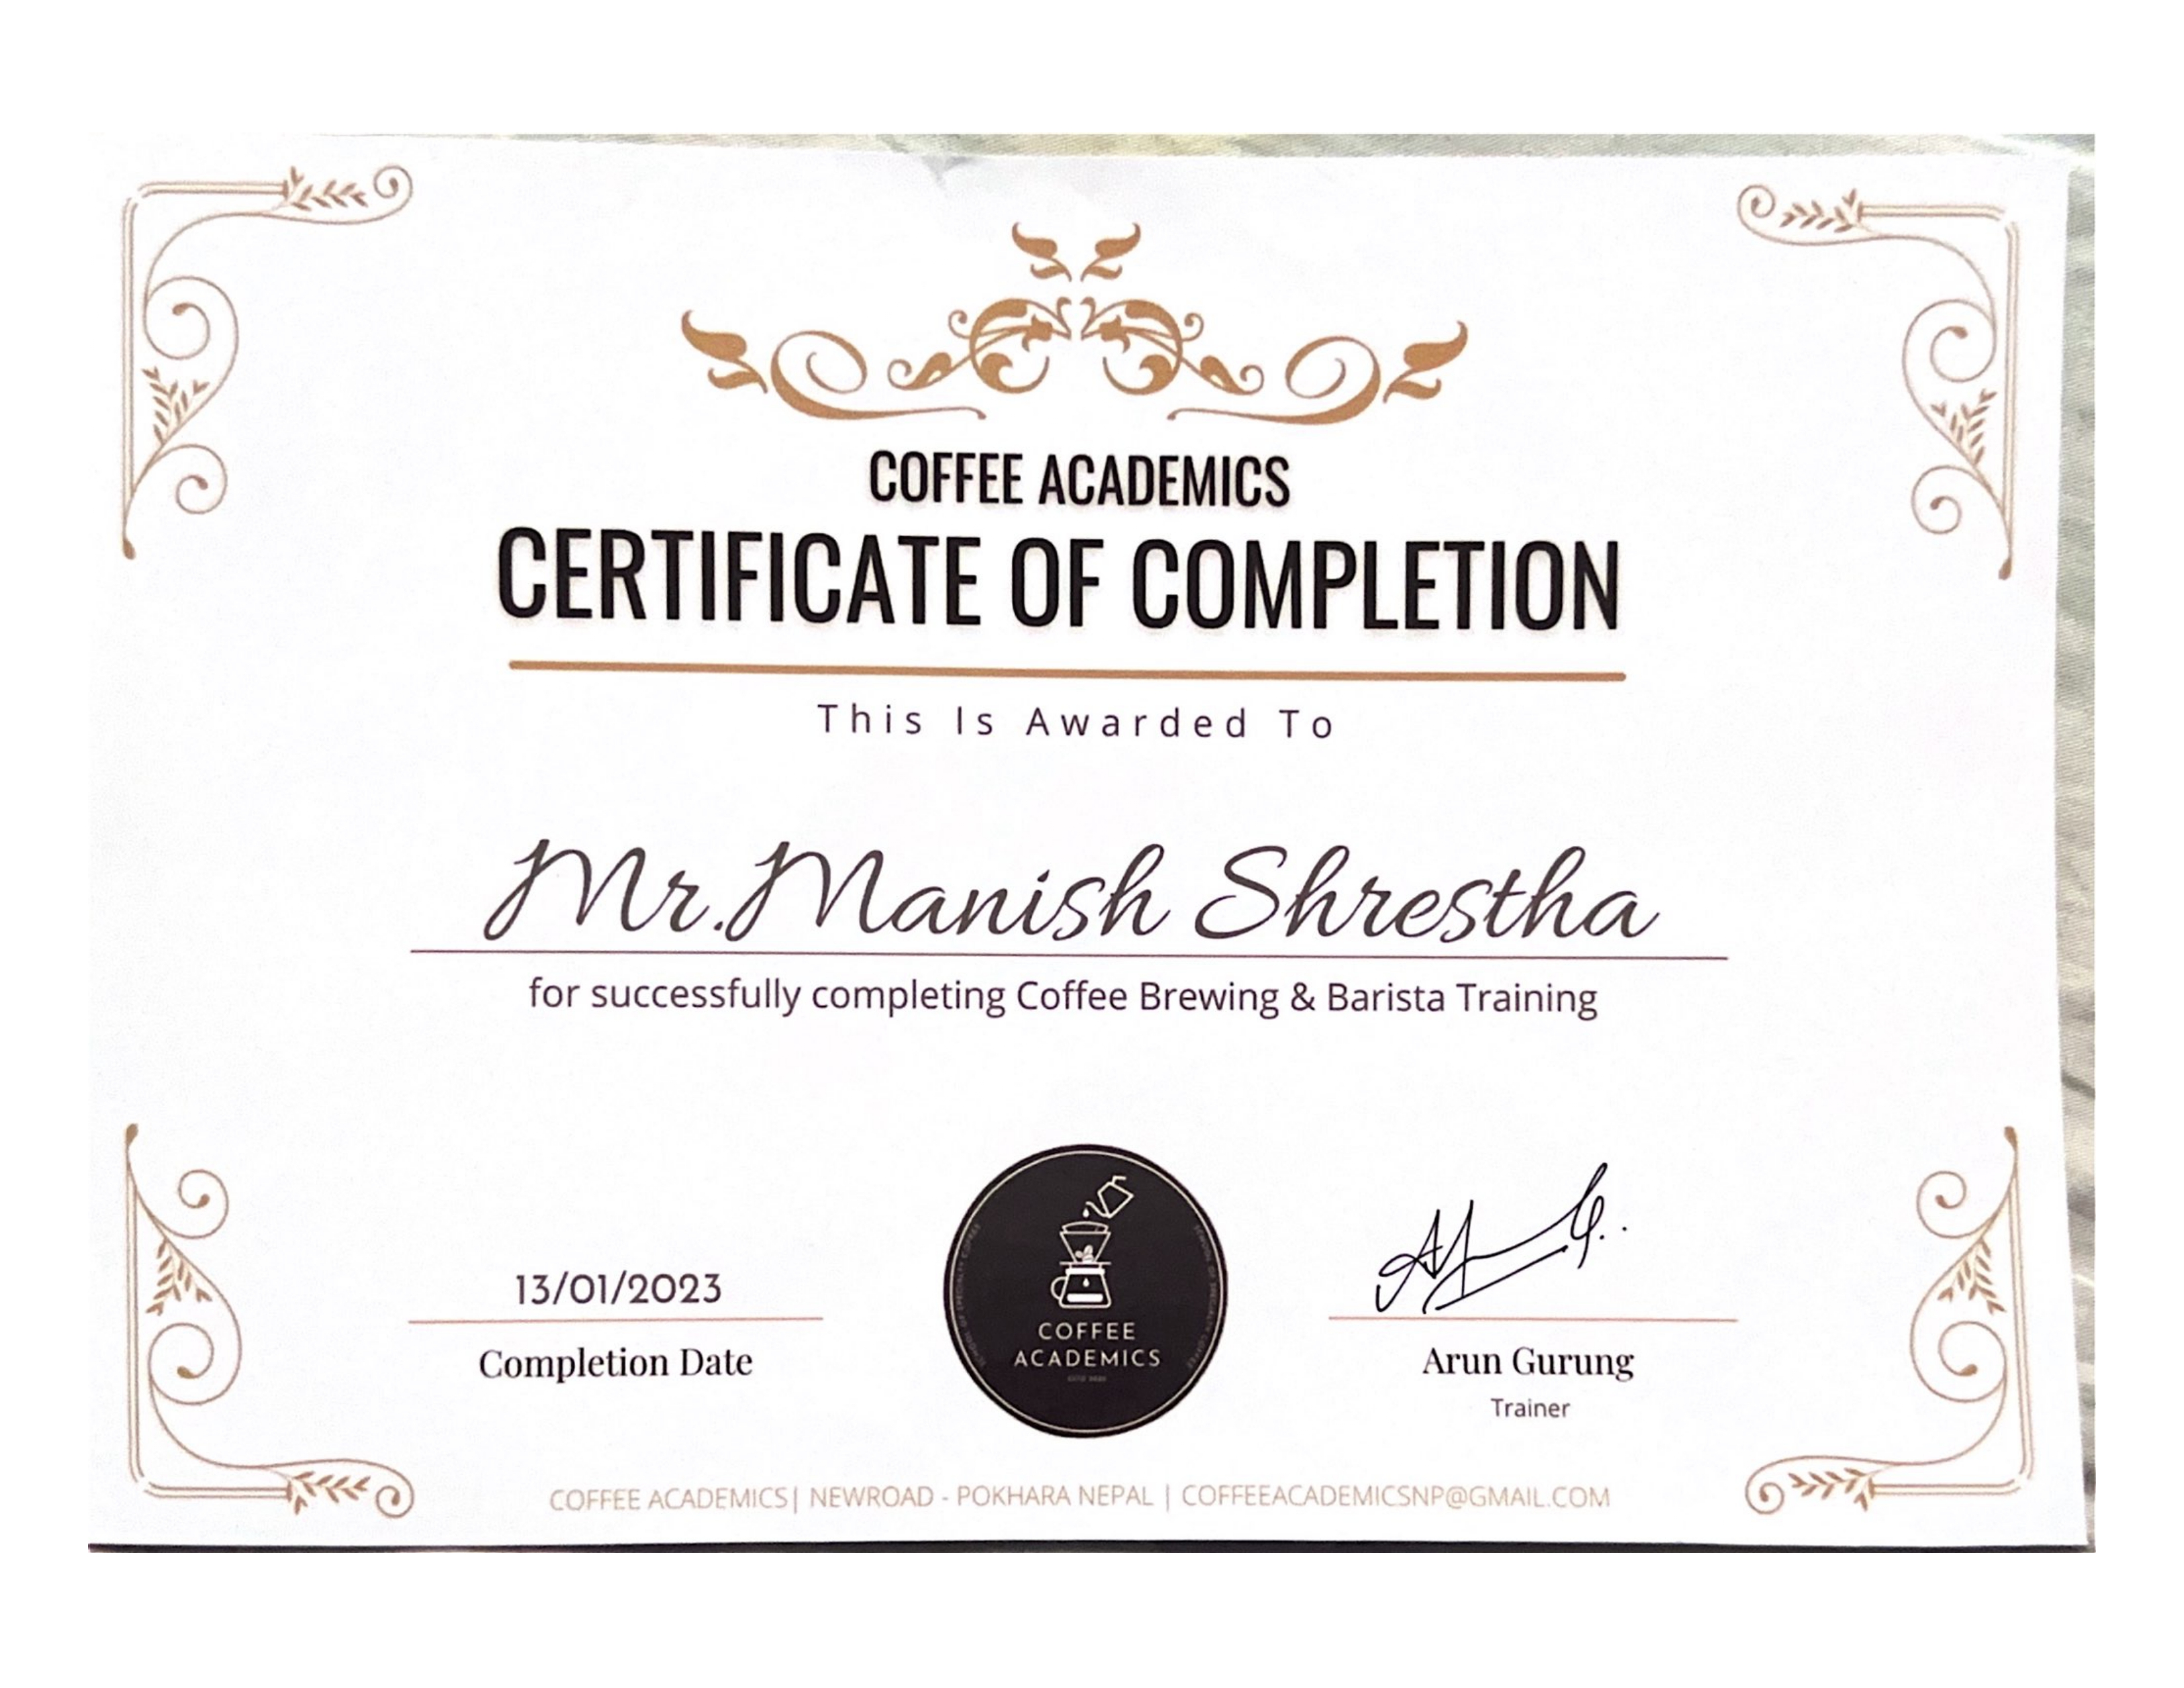 COFFEE ACADEMICS
CERTIFICATE OF COMPLETION
This Is Awarded To
Mr.Manish Shrestha
for successfully completing Coffee Brewing & Barista Training
13/01/2023
Completion Date
COFFEE
ACADEMICS
Arun Gurung
Trainer
COFFEE ACADEMICS| NEWROAD - POKHARA NEPAL | COFFEEACADEMICSNP@GMAIL.COM